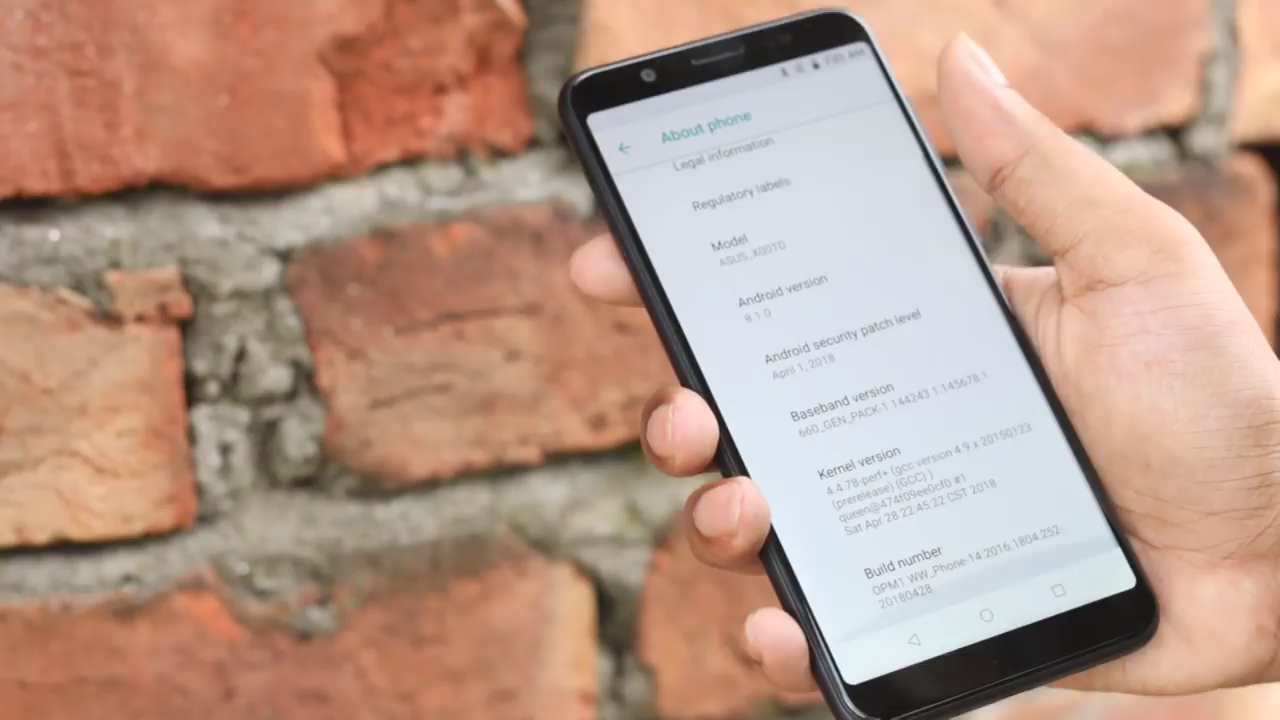 About phone
Legal information
Regulatory labels
Model
ASUS_X00TD
Android version
8.1.0
Android security patch level
April 1, 2018
Baseband version
660_GEN_PACK-1.144243.1.145678.1
Kernel version
4.4.78-perf+ (gcc version 4.9.x 20150123
(prerelease) (GCC) )
queen@474f09ee0cf0 #1
Sat Apr 28 22:45:22 CST 2018
Build number
OPM1.WW_Phone-14.2016.1804.252-
20180428